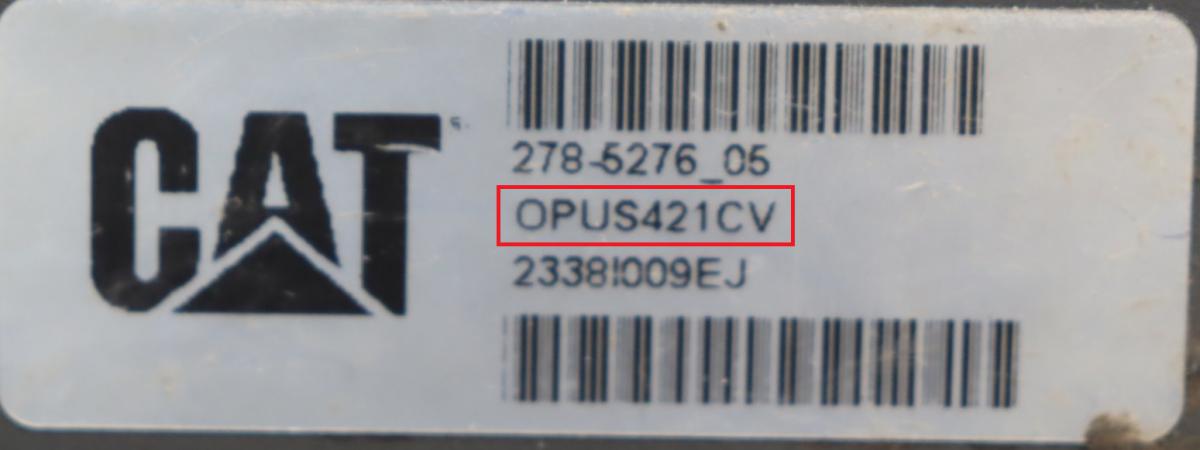 CAT
278-5276_05
OPUS421CV
2338I009EJ